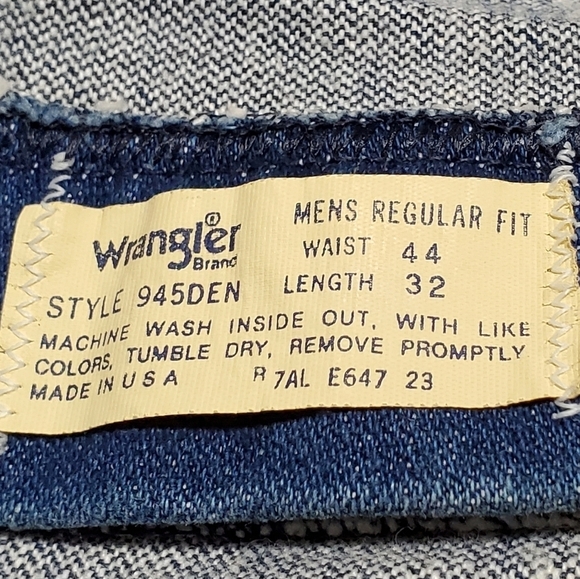 Wrangler®
Brand
MENS REGULAR FIT
WAIST 44
STYLE 945DEN
LENGTH 32
MACHINE WASH INSIDE OUT, WITH LIKE
COLORS, TUMBLE DRY, REMOVE PROMPTLY
MADE IN U S A R 7AL E647 23